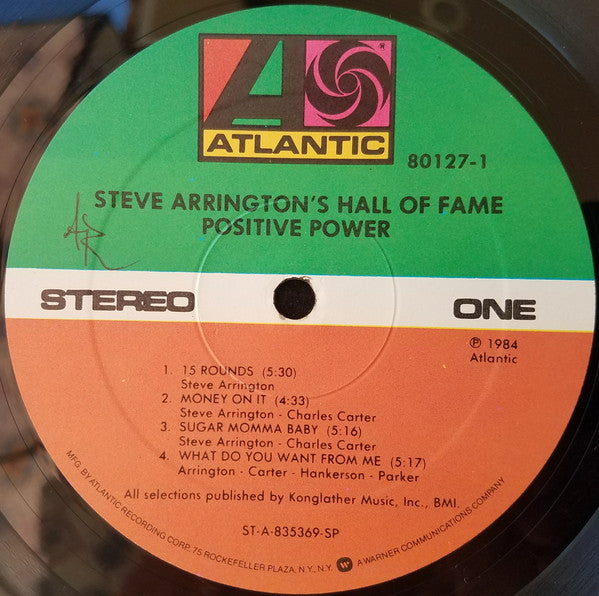 ATLANTIC
80127-1
STEVE ARRINGTON'S HALL OF FAME
POSITIVE POWER
STEREO ONE
℗ 1984
Atlantic
1. 15 ROUNDS (5:30)
Steve Arrington
2. MONEY ON IT (4:33)
Steve Arrington - Charles Carter
3. SUGAR MOMMA BABY (5:16)
Steve Arrington - Charles Carter
4. WHAT DO YOU WANT FROM ME (5:17)
Arrington - Carter - Hankerson - Parker
All selections published by Konglather Music, Inc., BMI.
ST-A-835369-SP
MFG. BY ATLANTIC RECORDING CORP. 75 ROCKEFELLER PLAZA, N.Y., N.Y. A WARNER COMMUNICATIONS COMPANY